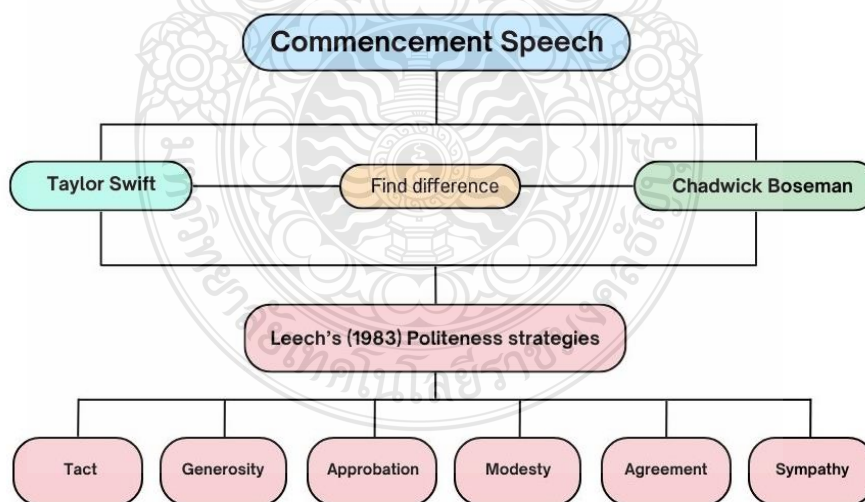 Commencement Speech
Taylor Swift
Find difference
Chadwick Boseman
Leech's (1983) Politeness strategies
Tact
Generosity
Approbation
Modesty
Agreement
Sympathy